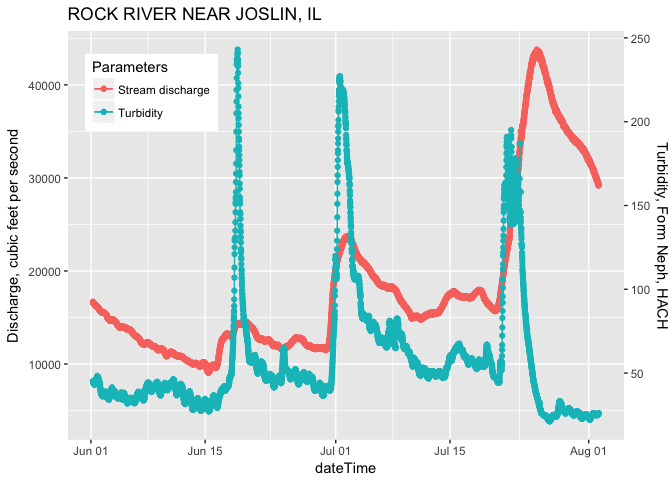 ROCK RIVER NEAR JOSLIN, IL
Parameters
Stream discharge
Turbidity
40000
30000
20000
10000
Discharge, cubic feet per second
250
200
150
100
50
Turbidity, Form Neph, HACH
Jun 01
Jun 15
Jul 01
Jul 15
Aug 01
dateTime